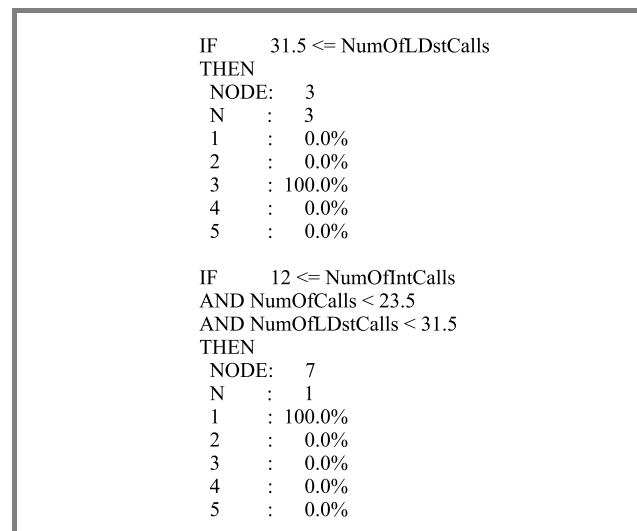 IF 31.5 <= NumOfLDstCalls
THEN
NODE: 3
N : 3
1 : 0.0%
2 : 0.0%
3 : 100.0%
4 : 0.0%
5 : 0.0%
IF 12 <= NumOfIntCalls
AND NumOfCalls < 23.5
AND NumOfLDstCalls < 31.5
THEN
NODE: 7
N : 1
1 : 100.0%
2 : 0.0%
3 : 0.0%
4 : 0.0%
5 : 0.0%